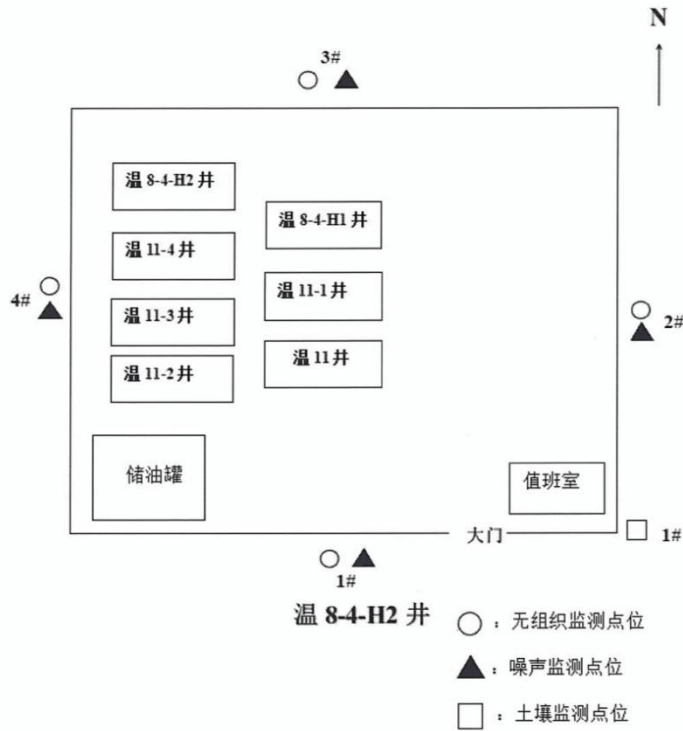 N
3#
温 8-4-H2 井
温 8-4-H1 井
温 11-4 井
温 11-1 井
4#
温 11-3 井
2#
温 11 井
温 11-2 井
储油罐
值班室
大门
1#
1#
温 8-4-H2 井
：无组织监测点位
：噪声监测点位
：土壤监测点位